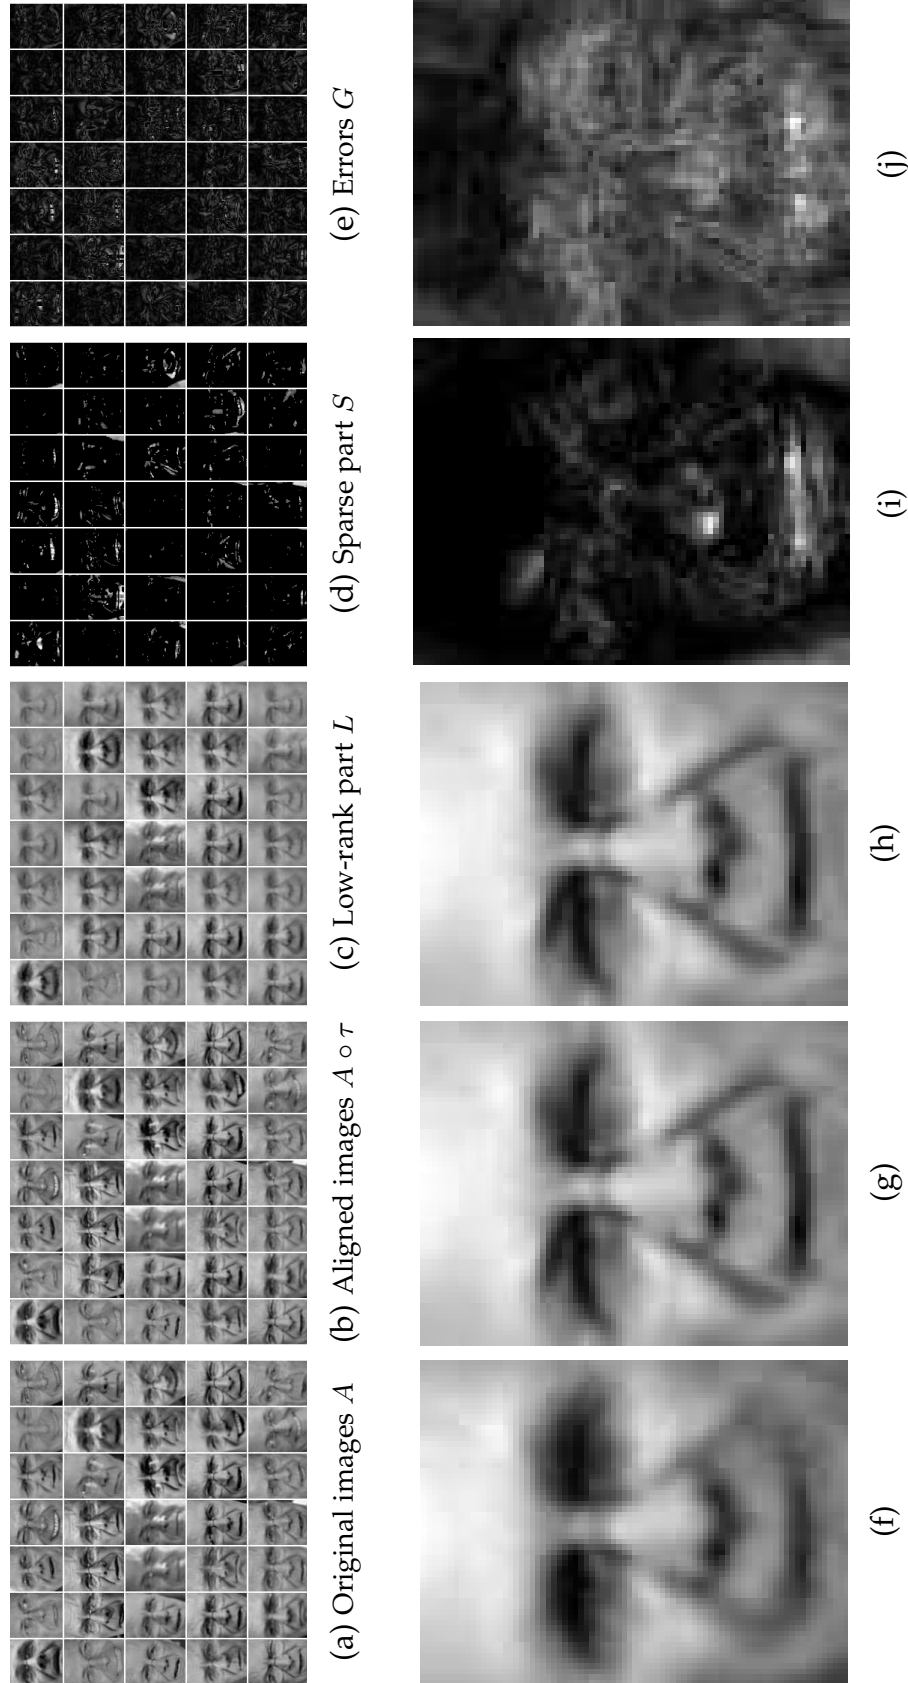 (a) Original images A
(b) Aligned images A ∘ τ
(c) Low-rank part L
(d) Sparse part S
(e) Errors G
(f)
(g)
(h)
(i)
(j)